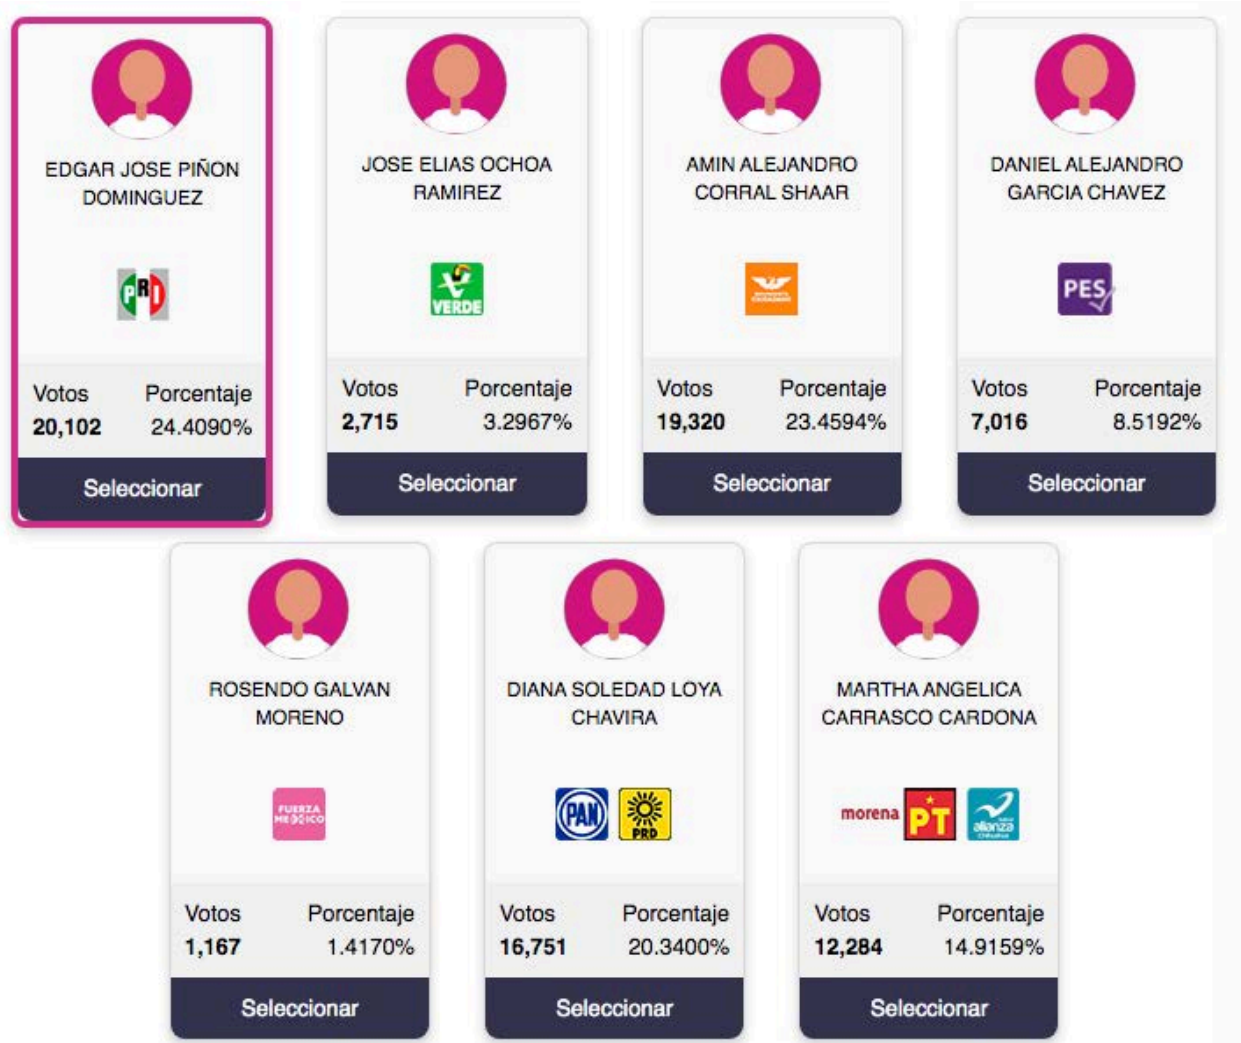 EDGAR JOSE PIÑON
DOMINGUEZ
PRI
Votos Porcentaje
20,102 24.4090%
Seleccionar
JOSE ELIAS OCHOA
RAMIREZ
VERDE
Votos Porcentaje
2,715 3.2967%
Seleccionar
AMIN ALEJANDRO
CORRAL SHAAR
MOVIMIENTO
CIUDADANO
Votos Porcentaje
19,320 23.4594%
Seleccionar
DANIEL ALEJANDRO
GARCIA CHAVEZ
PES
Votos Porcentaje
7,016 8.5192%
Seleccionar
ROSENDO GALVAN
MORENO
FUERZA
MEXICO
Votos Porcentaje
1,167 1.4170%
Seleccionar
DIANA SOLEDAD LOYA
CHAVIRA
PAN PRD
Votos Porcentaje
16,751 20.3400%
Seleccionar
MARTHA ANGELICA
CARRASCO CARDONA
morena PT alianza
Votos Porcentaje
12,284 14.9159%
Seleccionar